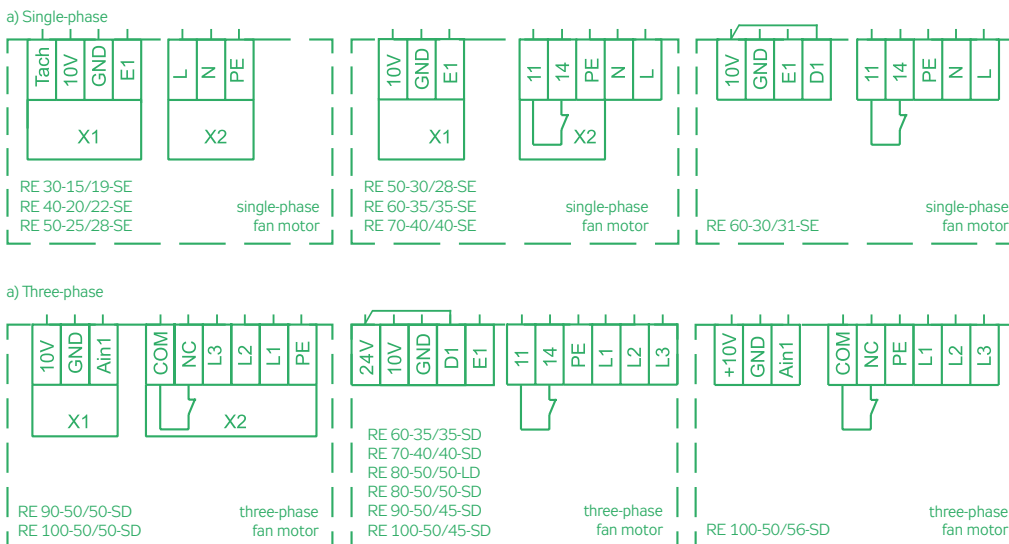 a) Single-phase
Tach 10V GND E1 L N PE
X1 X2
RE 30-15/19-SE
RE 40-20/22-SE
RE 50-25/28-SE
single-phase
fan motor
10V GND E1 11 14 PE N L
X1 X2
RE 50-30/28-SE
RE 60-35/35-SE
RE 70-40/40-SE
single-phase
fan motor
10V GND E1 D1 11 14 PE N L
RE 60-30/31-SE
single-phase
fan motor
a) Three-phase
10V GND Ain1 COM NC L3 L2 L1 PE
X1 X2
RE 90-50/50-SD
RE 100-50/50-SD
three-phase
fan motor
24V 10V GND D1 E1 11 14 PE L1 L2 L3
RE 60-35/35-SD
RE 70-40/40-SD
RE 80-50/50-LD
RE 80-50/50-SD
RE 90-50/45-SD
RE 100-50/45-SD
three-phase
fan motor
+10V GND Ain1 COM NC PE L1 L2 L3
RE 100-50/56-SD
three-phase
fan motor